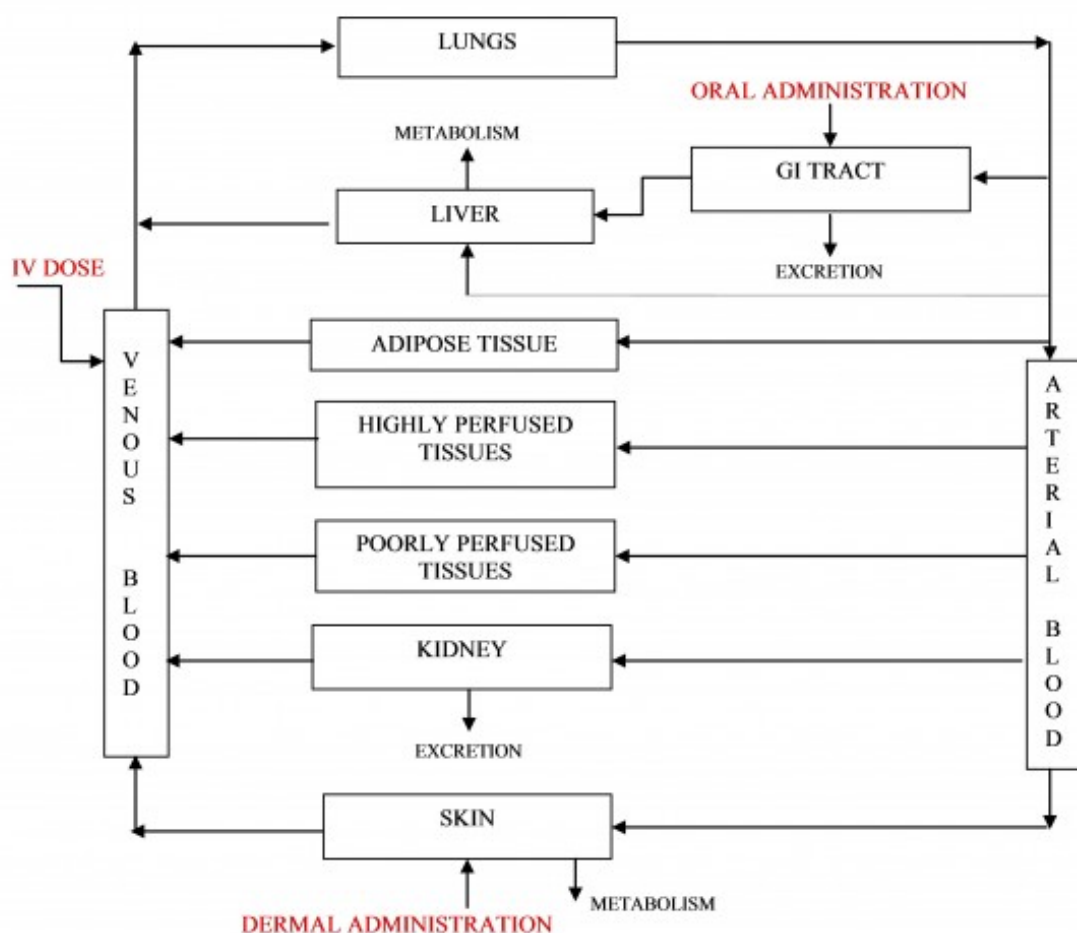 LUNGS
ORAL ADMINISTRATION
METABOLISM
GI TRACT
LIVER
EXCRETION
IV DOSE
ADIPOSE TISSUE
VENOUS BLOOD
ARTERIAL BLOOD
HIGHLY PERFUSED
TISSUES
POORLY PERFUSED
TISSUES
KIDNEY
EXCRETION
SKIN
METABOLISM
DERMAL ADMINISTRATION